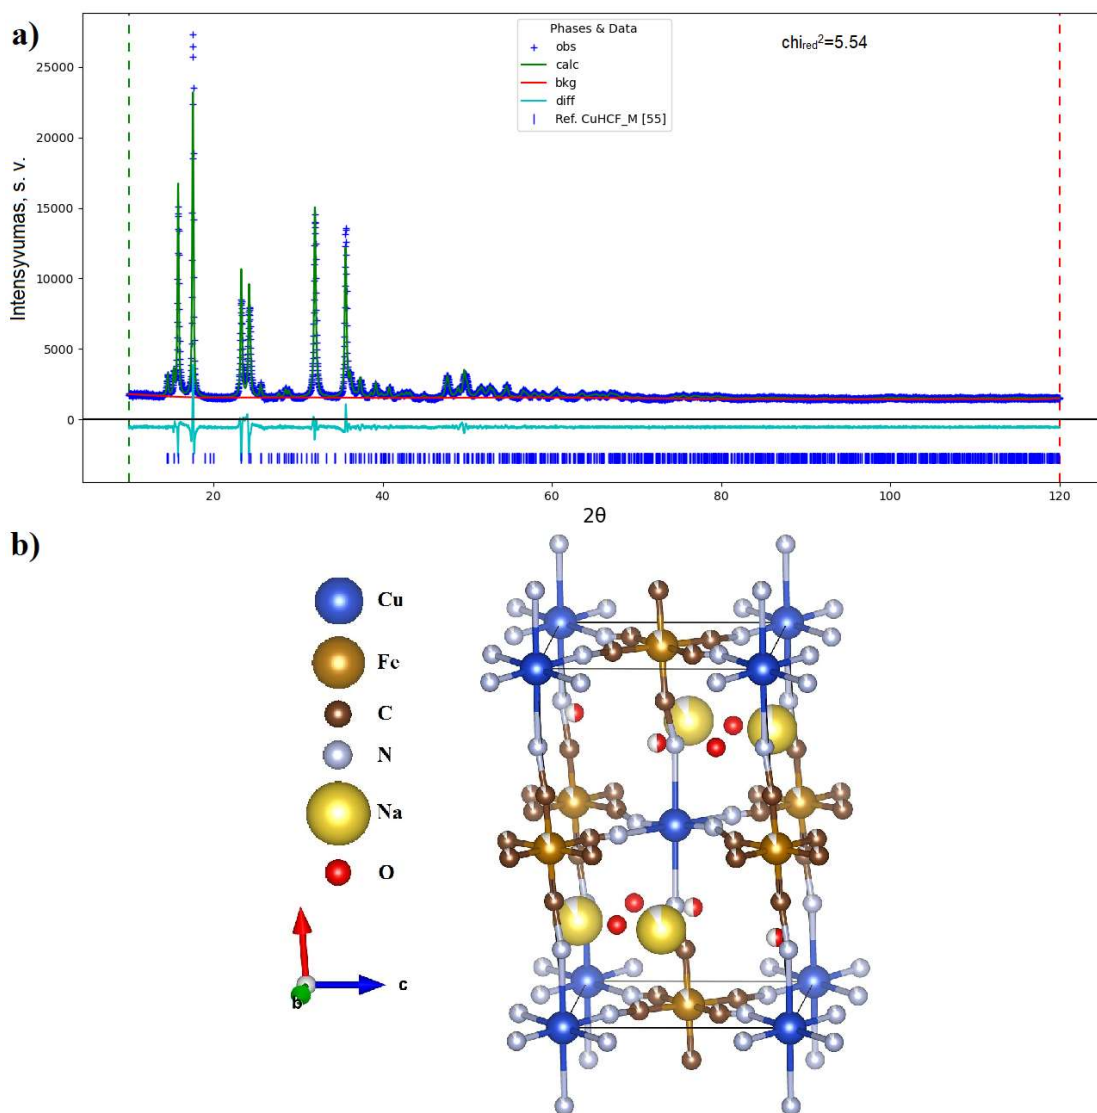 a)
Phases & Data
obs
calc
bkg
diff
Ref. CuHCF_M [55]
chired²=5.54
Intensyvumas, s. v.
25000
20000
15000
10000
5000
0
20
40
60
80
100
120
2θ
b)
Cu
Fe
C
N
Na
O
b
c